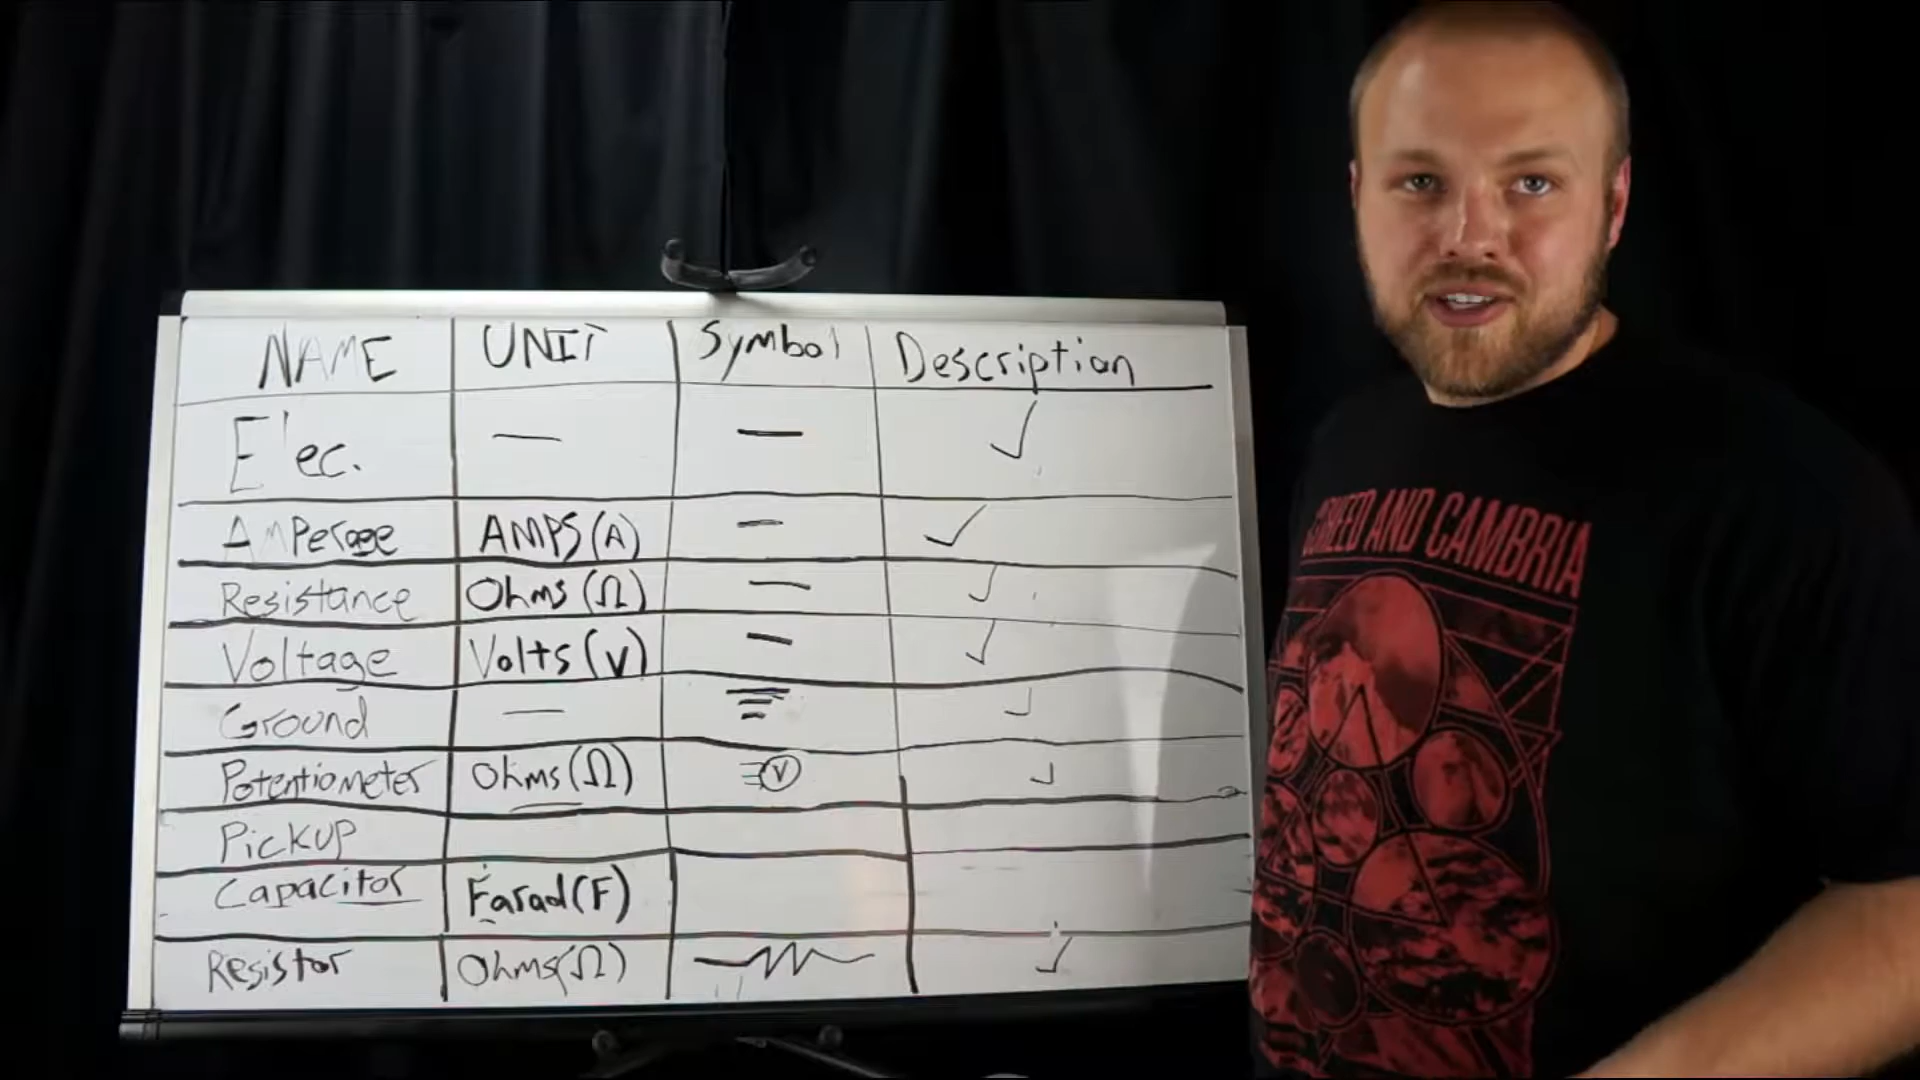 NAME UNIT Symbol Description
Elec. — — ✓
Amperage AMPS (A) — ✓
Resistance Ohms (Ω) — ✓
Voltage Volts (V) — ✓
Ground — ✓
Potentiometer Ohms (Ω) V ✓
Pickup
Capacitor Farad (F)
Resistor Ohms (Ω) ✓
COHEED AND CAMBRIA